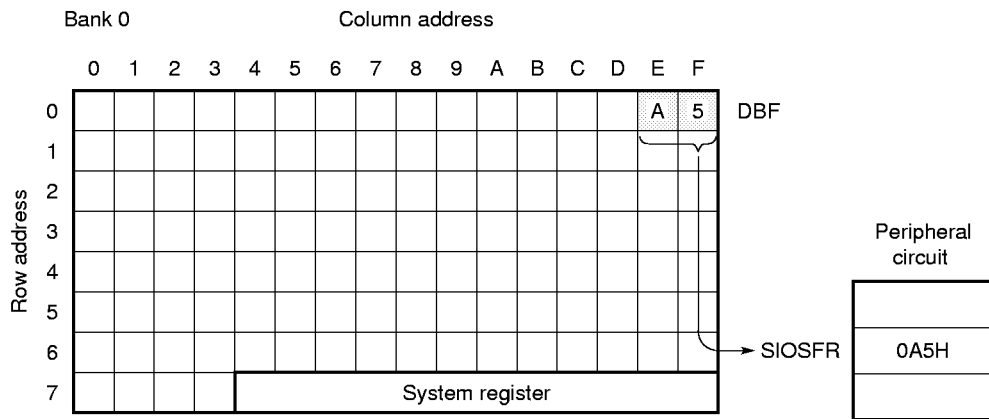 Bank 0 Column address
0 1 2 3 4 5 6 7 8 9 A B C D E F
0 A 5 DBF
1
2
3
4
5
6
7 System register
Row address
Peripheral
circuit
SIOSFR 0A5H